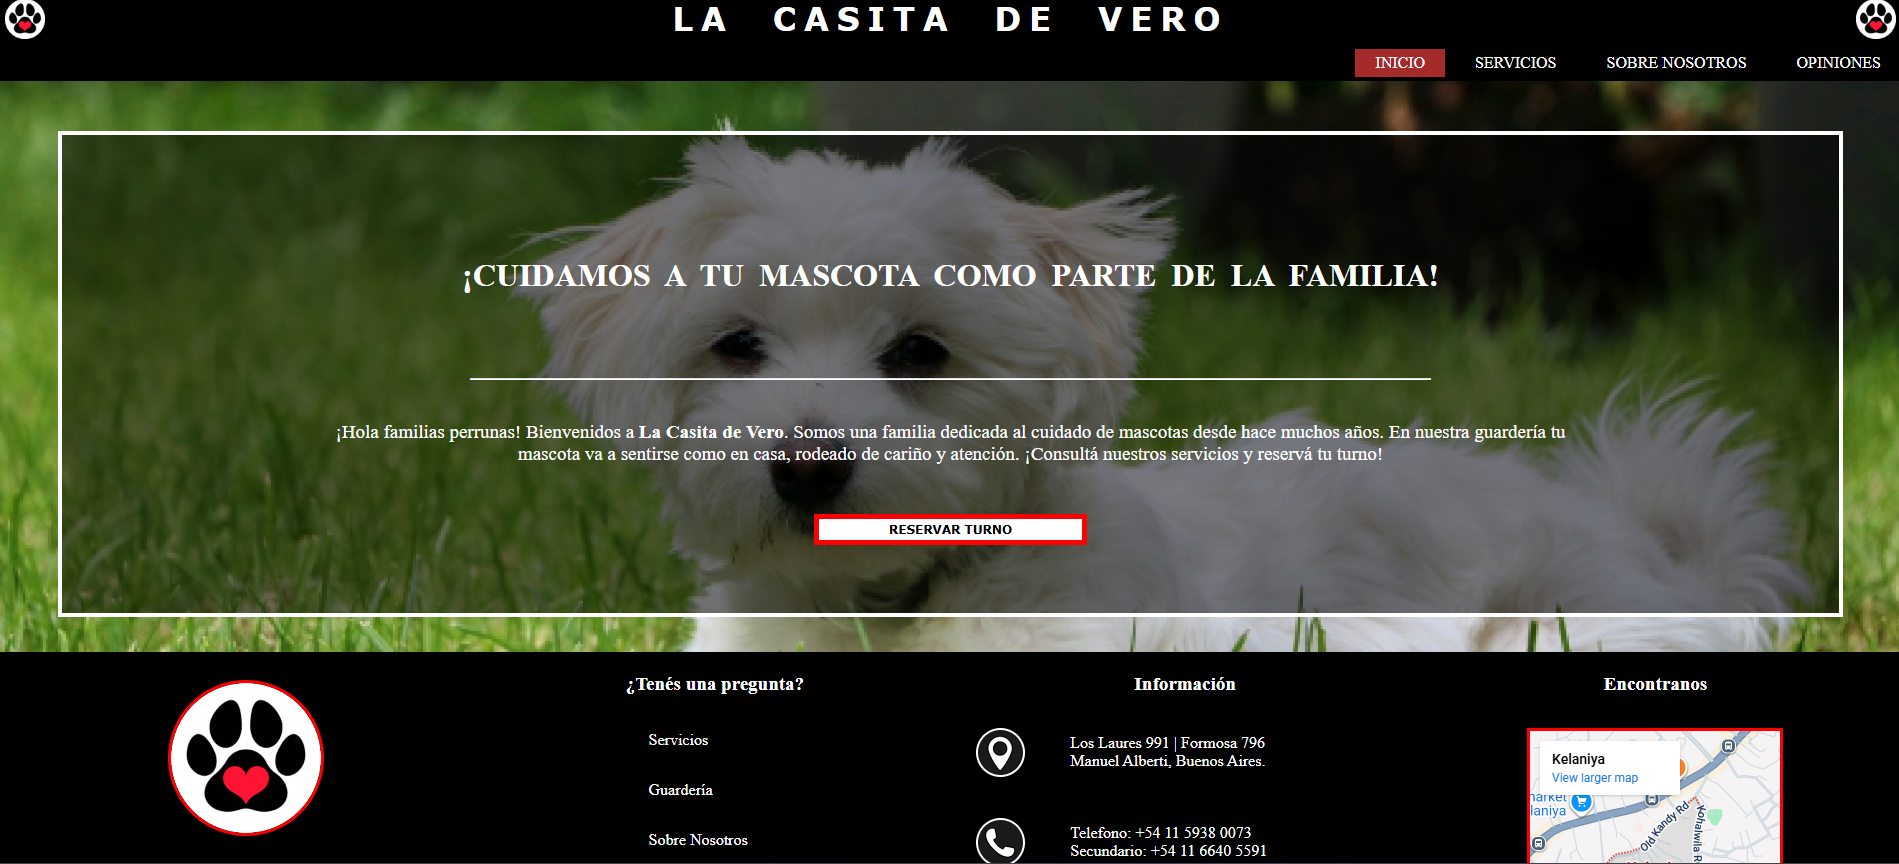 LA CASITA DE VERO
INICIO
SERVICIOS
SOBRE NOSOTROS
OPINIONES
¡CUIDAMOS A TU MASCOTA COMO PARTE DE LA FAMILIA!
¡Hola familias perrunas! Bienvenidos a La Casita de Vero. Somos una familia dedicada al cuidado de mascotas desde hace muchos años. En nuestra guardería tu
mascota va a sentirse como en casa, rodeado de cariño y atención. ¡Consultá nuestros servicios y reservá tu turno!
RESERVAR TURNO
¿Tenés una pregunta?
Servicios
Guardería
Sobre Nosotros
Información
Los Laures 991 | Formosa 796
Manuel Alberti, Buenos Aires.
Telefono: +54 11 5938 0073
Secundario: +54 11 6640 5591
Encontranos
Kelaniya
View larger map
Old Kandy Rd